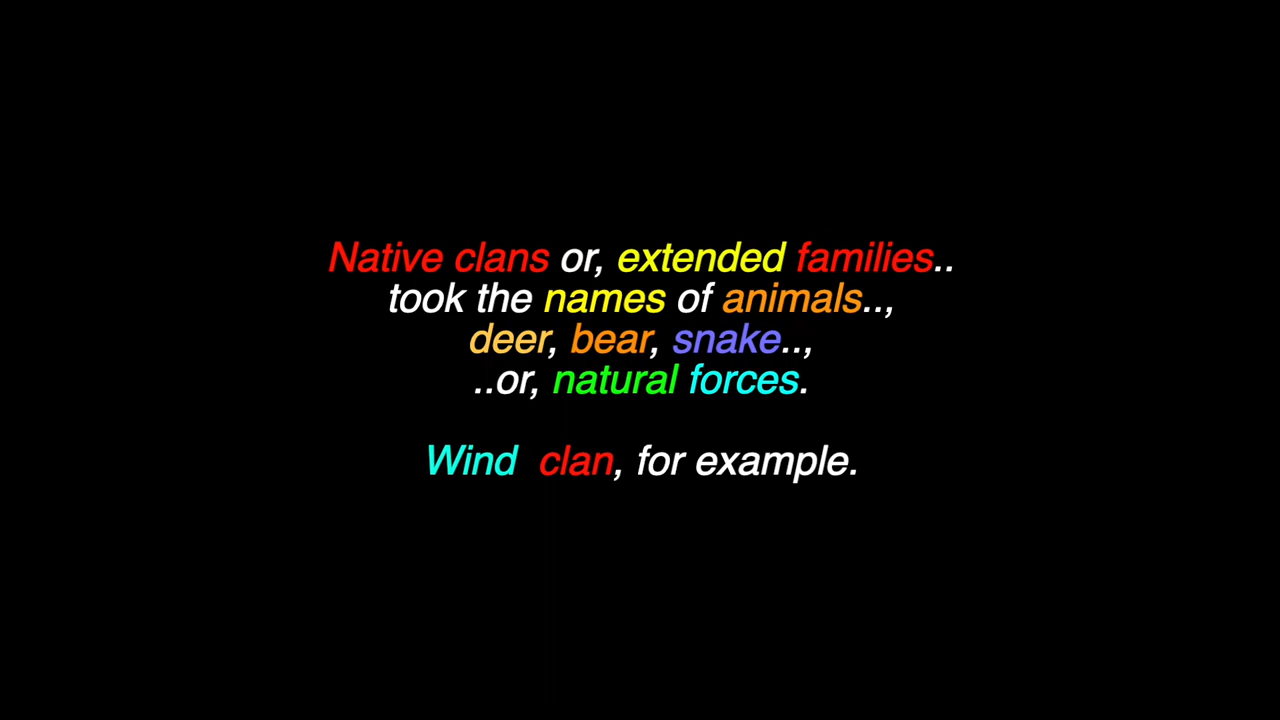 Native clans or, extended families..
took the names of animals..,
deer, bear, snake..,
..or, natural forces.
Wind  clan, for example.